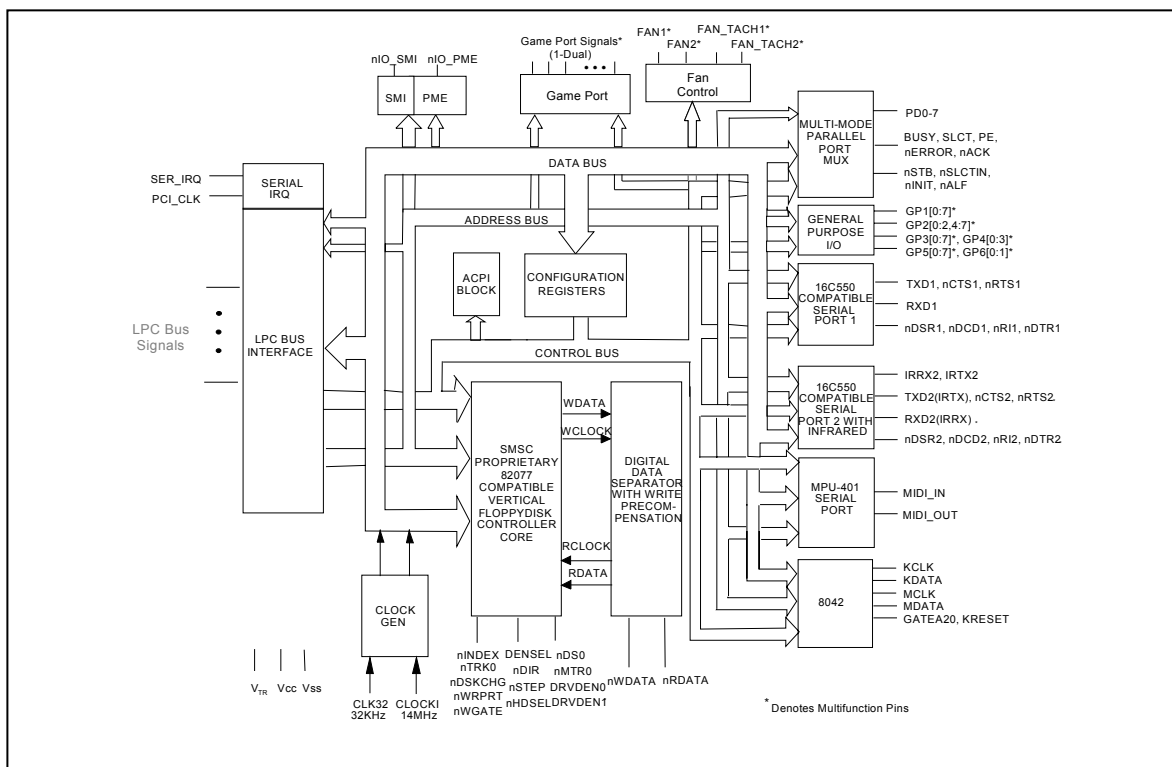 Game Port Signals*
(1-Dual)
FAN1*
FAN2*
FAN_TACH1*
FAN_TACH2*
nIO_SMI
nIO_PME
SMI
PME
Game Port
Fan
Control
MULTI-MODE
PARALLEL
PORT
MUX
PD0-7
BUSY, SLCT, PE,
nERROR, nACK
nSTB, nSLCTIN,
nINIT, nALF
DATA BUS
SER_IRQ
PCI_CLK
SERIAL
IRQ
ADDRESS BUS
GENERAL
PURPOSE
I/O
GP1[0:7]*
GP2[0:2,4:7]*
GP3[0:7]*, GP4[0:3]*
GP5[0:7]*, GP6[0:1]*
ACPI
BLOCK
CONFIGURATION
REGISTERS
16C550
COMPATIBLE
SERIAL
PORT 1
TXD1, nCTS1, nRTS1
RXD1
nDSR1, nDCD1, nRI1, nDTR1
LPC Bus
Signals
LPC BUS
INTERFACE
CONTROL BUS
16C550
COMPATIBLE
SERIAL
PORT 2 WITH
INFRARED
IRRX2, IRTX2
TXD2(IRTX), nCTS2, nRTS2.
RXD2(IRRX) .
nDSR2, nDCD2, nRI2, nDTR2.
SMSC
PROPRIETARY
82077
COMPATIBLE
VERTICAL
FLOPPYDISK
CONTROLLER
CORE
WDATA
WCLOCK
RCLOCK
RDATA
DIGITAL
DATA
SEPARATOR
WITH WRITE
PRECOM-
PENSATION
MPU-401
SERIAL
PORT
MIDI_IN
MIDI_OUT
CLOCK
GEN
8042
KCLK
KDATA
MCLK
MDATA
GATEA20, KRESET
VTR
Vcc
Vss
CLK32
32KHz
CLOCKI
14MHz
nINDEX
nTRK0
nDSKCHG
nWRPRT
nWGATE
DENSEL
nDIR
nSTEP
nHDSEL
nDS0
nMTR0
DRVDEN0
DRVDEN1
nWDATA
nRDATA
* Denotes Multifunction Pins